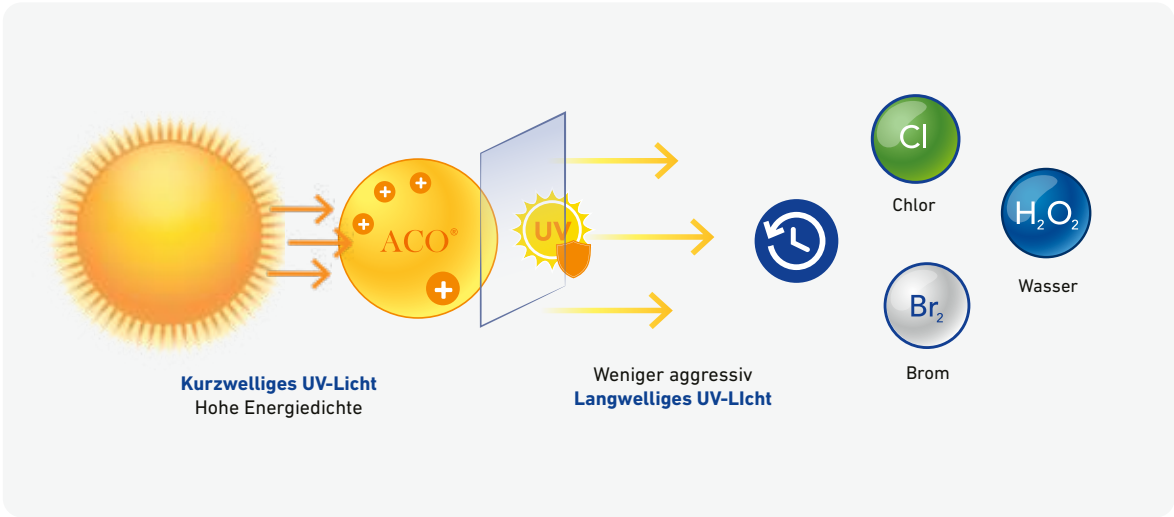 ACO®
UV
Kurzwelliges UV-Licht
Hohe Energiedichte
Weniger aggressiv
Langwelliges UV-LIcht
Cl
Chlor
H₂O₂
Wasser
Br₂
Brom